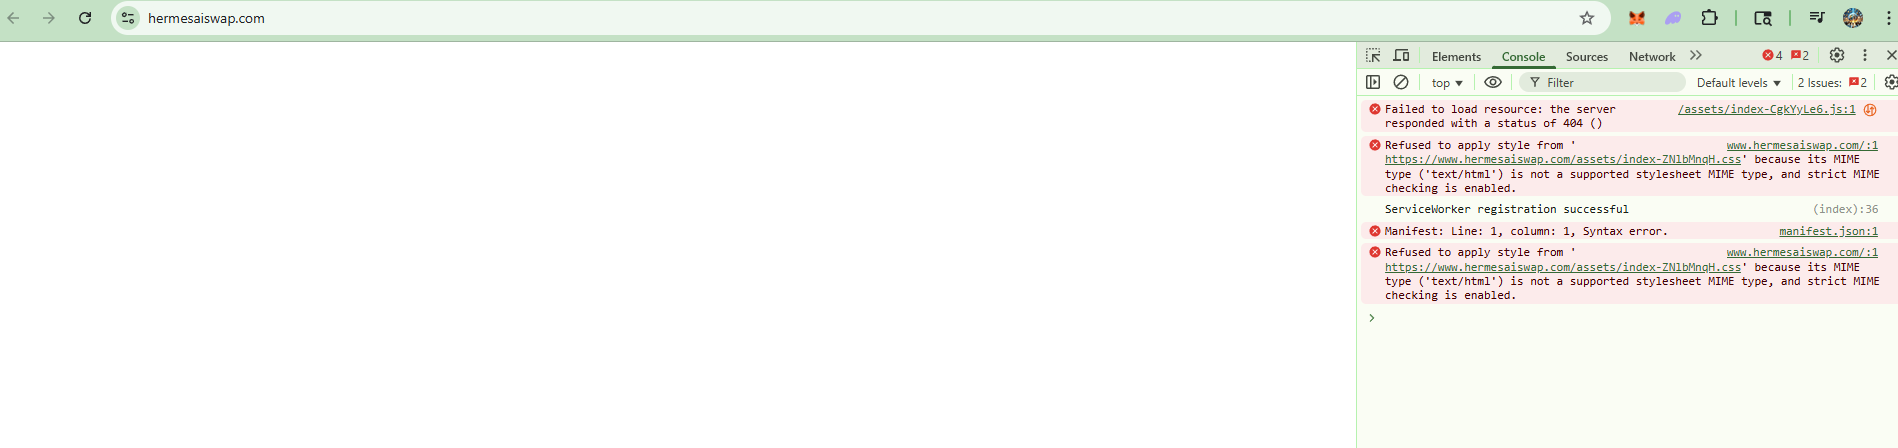 hermesaiswap.com
Elements Console Sources Network 4 2
top Filter Default levels 2 Issues: 2
Failed to load resource: the server /assets/index-CgkYyLe6.js:1
responded with a status of 404 ()
Refused to apply style from ' www.hermesaiswap.com/:1
https://www.hermesaiswap.com/assets/index-ZNlbMnqH.css' because its MIME
type ('text/html') is not a supported stylesheet MIME type, and strict MIME
checking is enabled.
ServiceWorker registration successful (index):36
Manifest: Line: 1, column: 1, Syntax error. manifest.json:1
Refused to apply style from ' www.hermesaiswap.com/:1
https://www.hermesaiswap.com/assets/index-ZNlbMnqH.css' because its MIME
type ('text/html') is not a supported stylesheet MIME type, and strict MIME
checking is enabled.